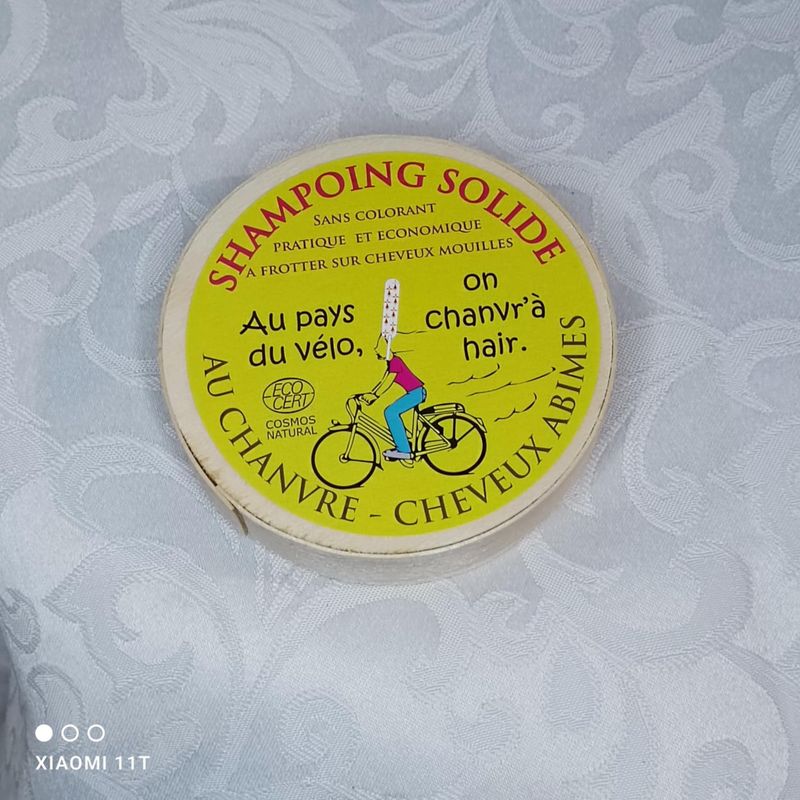 SHAMPOING SOLIDE
SANS COLORANT
PRATIQUE ET ECONOMIQUE
A FROTTER SUR CHEVEUX MOUILLES
Au pays
du vélo,
on
chanvr'à
hair.
ECO
CERT
COSMOS
NATURAL
AU CHANVRE - CHEVEUX ABIMES
XIAOMI 11T